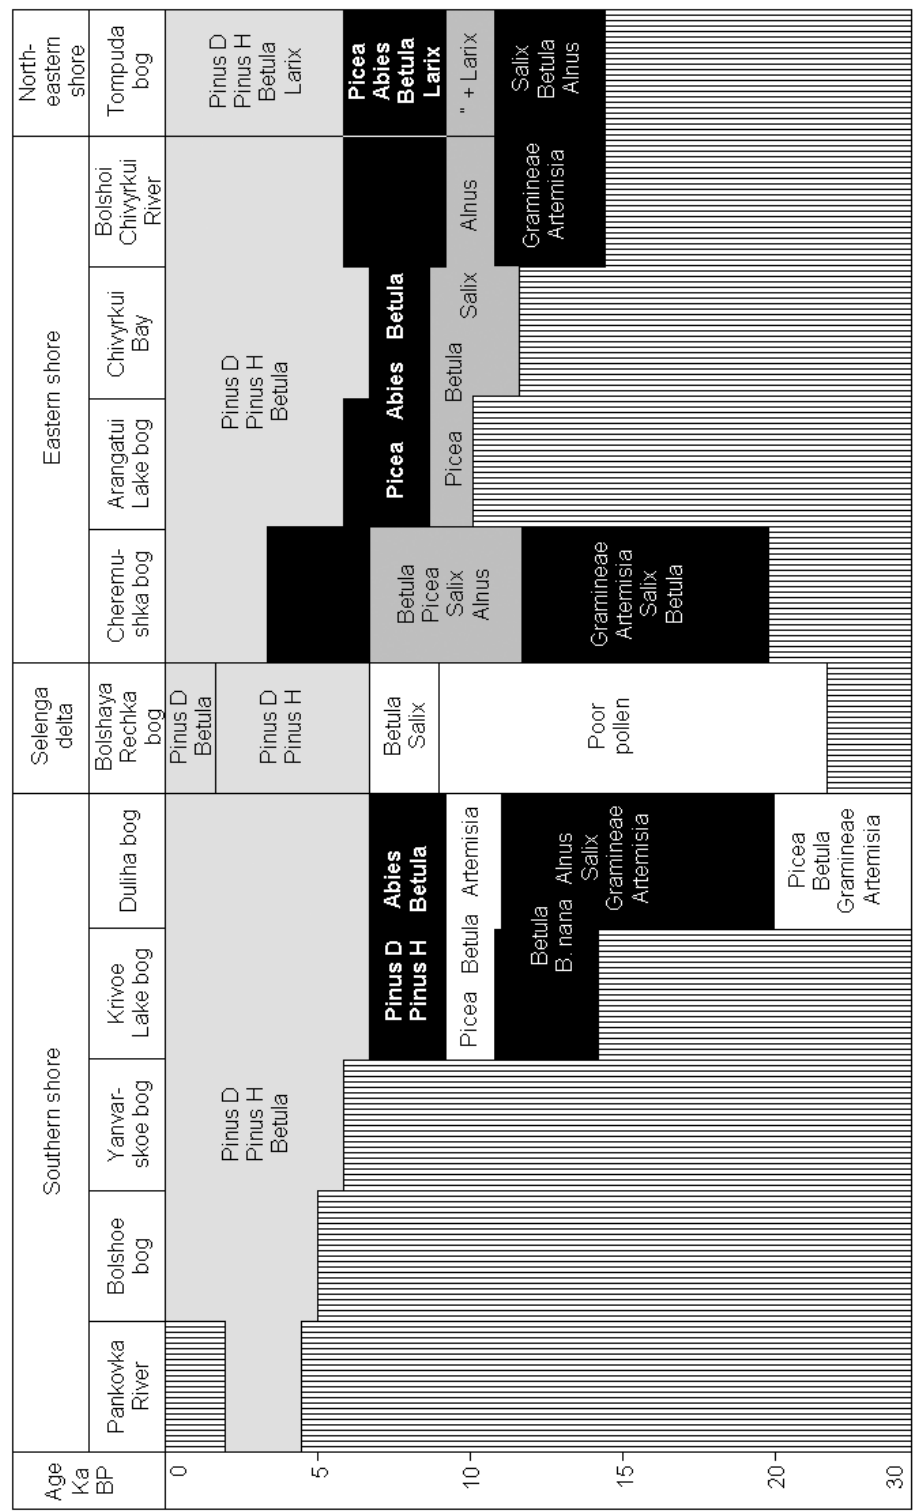 Age
Ka
BP
Southern shore
Selenga
delta
Eastern shore
North-
eastern
shore
Pankovka
River
Bolshoe
bog
Yanvar-
skoe bog
Krivoe
Lake bog
Duliha bog
Bolshaya
Rechka
bog
Cheremu-
shka bog
Arangatui
Lake bog
Chivyrkui
Bay
Bolshoi
Chivyrkui
River
Tompuda
bog
0
5
10
15
20
30
Pinus D
Pinus H
Betula
Pinus D
Pinus H
Abies
Betula
Picea Betula Artemisia
Betula
B. nana
Alnus
Salix
Gramineae
Artemisia
Picea
Betula
Gramineae
Artemisia
Pinus D
Betula
Pinus D
Pinus H
Betula
Salix
Poor
pollen
Betula
Picea
Salix
Alnus
Gramineae
Artemisia
Salix
Betula
Pinus D
Pinus H
Betula
Picea Abies Betula
Picea Betula Salix
Alnus
Gramineae
Artemisia
Pinus D
Pinus H
Betula
Larix
Picea
Abies
Betula
Larix
" + Larix
Salix
Betula
Alnus